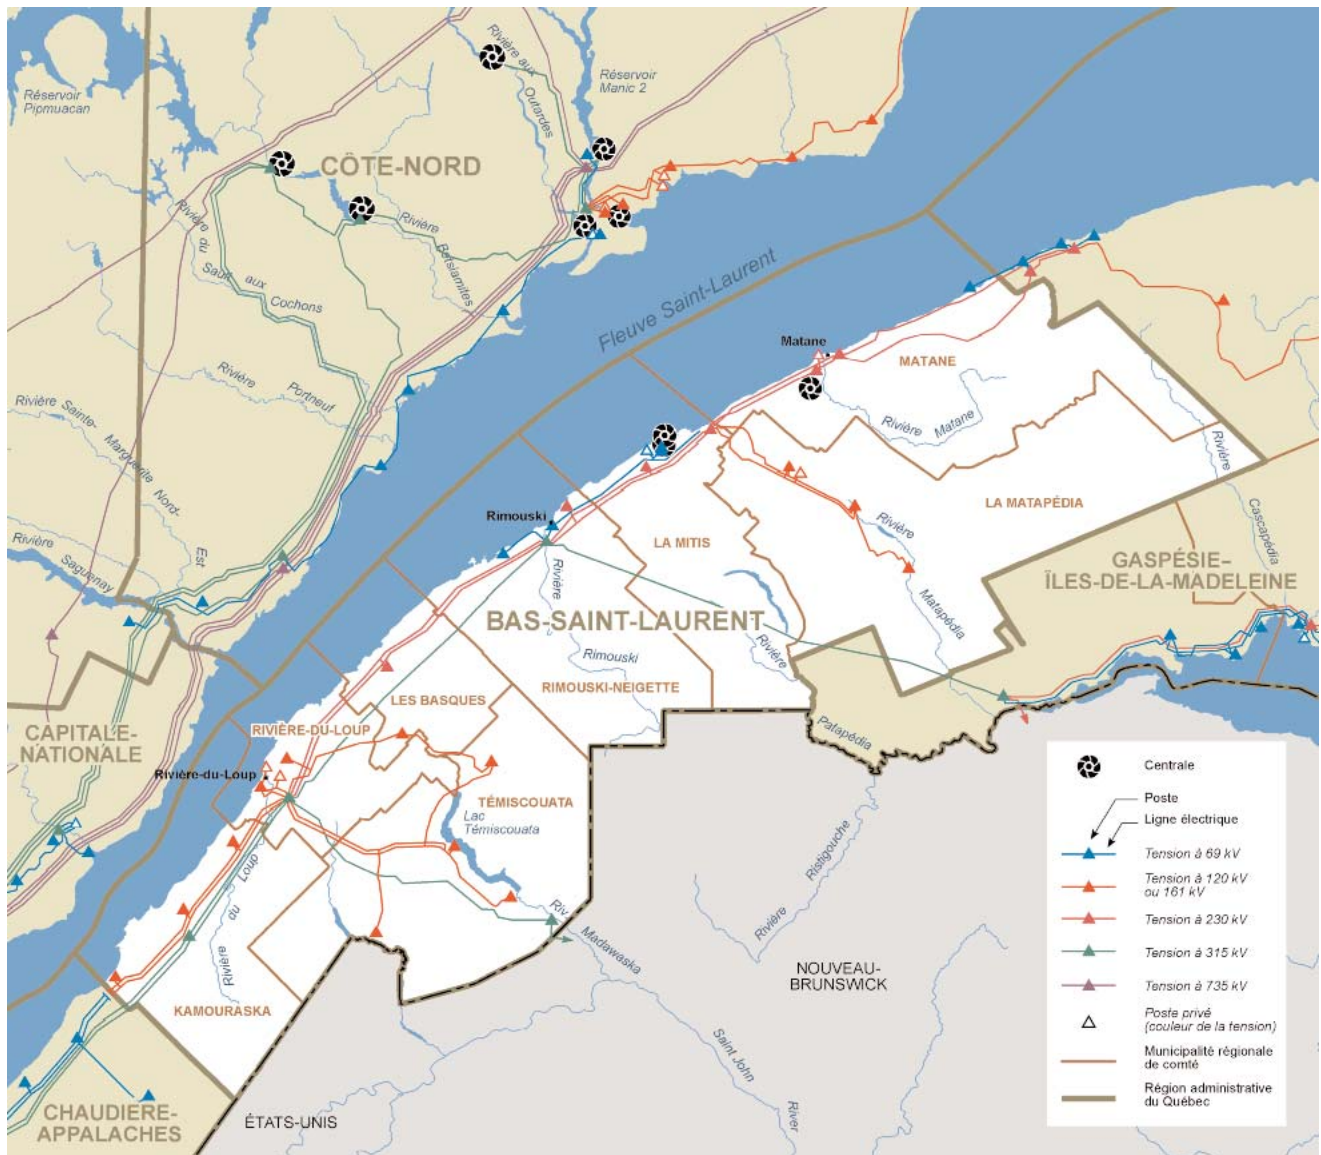 Rivière aux
Outardes
Réservoir
Manic 2
Réservoir
Pipmuacan
CÔTE-NORD
Rivière
Betsiamites
Rivière du
Sault aux
Cochons
Fleuve Saint-Laurent
Rivière Portneuf
Rivière Sainte-
Marguerite Nord-
Est
Rivière
Saguenay
Matane
MATANE
Rivière Matane
Rivière
Cascapédia
LA MATAPÉDIA
Rimouski
LA MITIS
Rivière
Matapédia
GASPÉSIE–
ÎLES-DE-LA-MADELEINE
BAS-SAINT-LAURENT
Rivière
Rimouski
Rivière
Patapédia
RIMOUSKI-NEIGETTE
LES BASQUES
RIVIÈRE-DU-LOUP
CAPITALE-
NATIONALE
Rivière-du-Loup
TÉMISCOUATA
Lac
Témiscouata
Rivière du Loup
Riv.
Madawaska
Rivière
Ristigouche
NOUVEAU-
BRUNSWICK
KAMOURASKA
Saint John
River
CHAUDIÈRE-
APPALACHES
ÉTATS-UNIS
Centrale
Poste
Ligne électrique
Tension à 69 kV
Tension à 120 kV
ou 161 kV
Tension à 230 kV
Tension à 315 kV
Tension à 735 kV
Poste privé
(couleur de la tension)
Municipalité régionale
de comté
Région administrative
du Québec